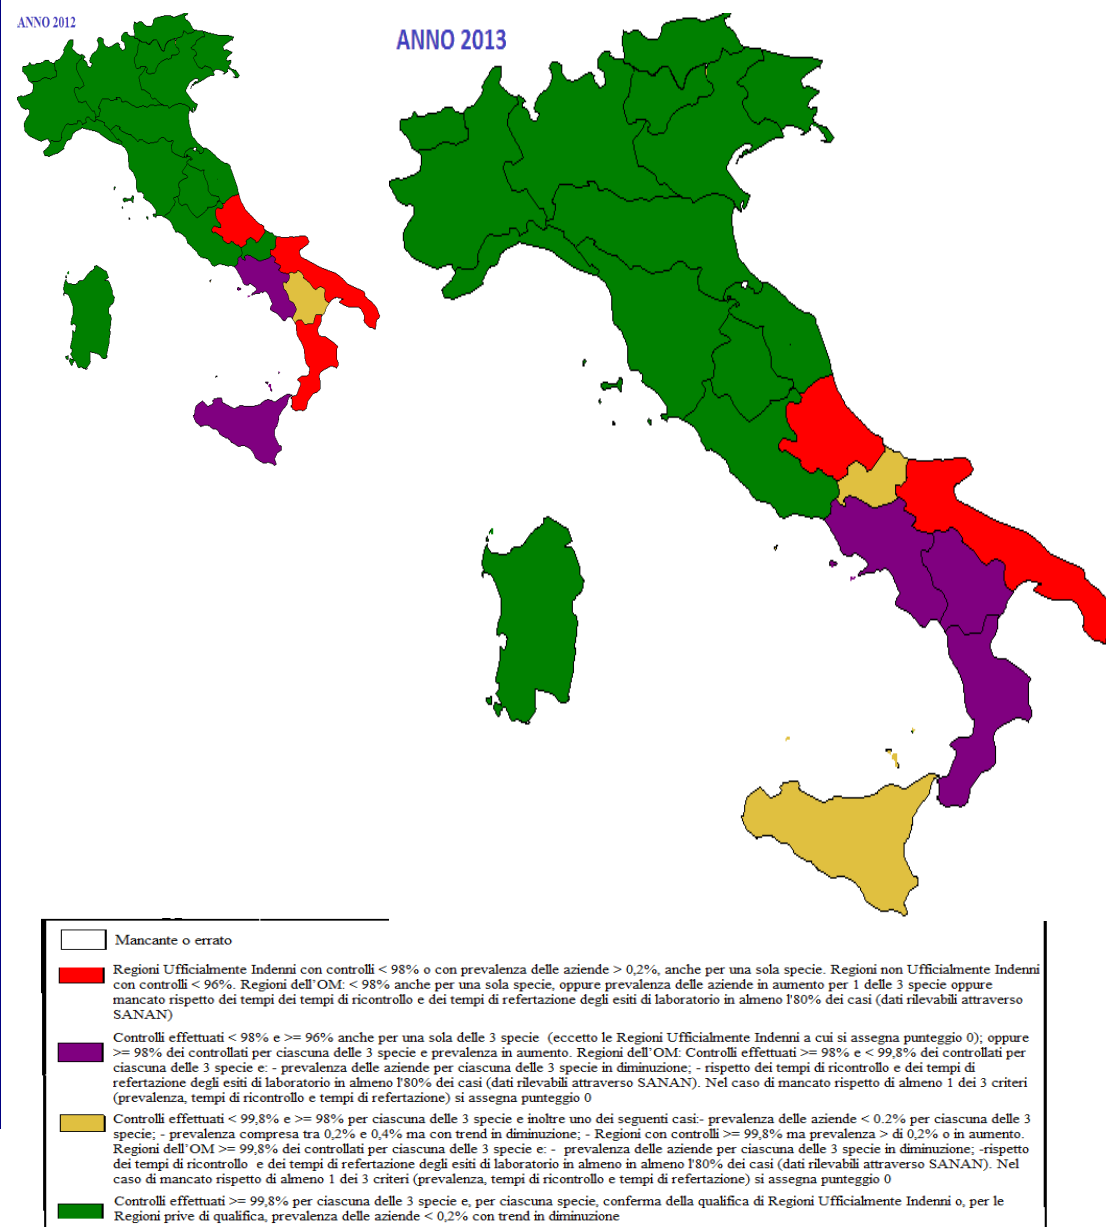 ANNO 2012
ANNO 2013
Mancante o errato
Regioni Ufficialmente Indenni con controlli < 98% o con prevalenza delle aziende > 0,2%, anche per una sola specie. Regioni non Ufficialmente Indenni
con controlli < 96%. Regioni dell'OM: < 98% anche per una sola specie, oppure prevalenza delle aziende in aumento per 1 delle 3 specie oppure
mancato rispetto dei tempi dei tempi di ricontrollo e dei tempi di refertazione degli esiti di laboratorio in almeno l'80% dei casi (dati rilevabili attraverso
SANAN)
Controlli effettuati < 98% e >= 96% anche per una sola delle 3 specie (eccetto le Regioni Ufficialmente Indenni a cui si assegna punteggio 0); oppure
>= 98% dei controllati per ciascuna delle 3 specie e prevalenza in aumento. Regioni dell'OM: Controlli effettuati >= 98% e < 99,8% dei controllati per
ciascuna delle 3 specie e: - prevalenza delle aziende per ciascuna delle 3 specie in diminuzione; - rispetto dei tempi di ricontrollo e dei tempi di
refertazione degli esiti di laboratorio in almeno l'80% dei casi (dati rilevabili attraverso SANAN). Nel caso di mancato rispetto di almeno 1 dei 3 criteri
(prevalenza, tempi di ricontrollo e tempi di refertazione) si assegna punteggio 0
Controlli effettuati < 99,8% e >= 98% per ciascuna delle 3 specie e inoltre uno dei seguenti casi:- prevalenza delle aziende < 0.2% per ciascuna delle 3
specie; - prevalenza compresa tra 0,2% e 0,4% ma con trend in diminuzione; - Regioni con controlli >= 99,8% ma prevalenza > di 0,2% o in aumento.
Regioni dell'OM >= 99,8% dei controllati per ciascuna delle 3 specie e: - prevalenza delle aziende per ciascuna delle 3 specie in diminuzione; -rispetto
dei tempi di ricontrollo e dei tempi di refertazione degli esiti di laboratorio in almeno in almeno l'80% dei casi (dati rilevabili attraverso SANAN). Nel
caso di mancato rispetto di almeno 1 dei 3 criteri (prevalenza, tempi di ricontrollo e tempi di refertazione) si assegna punteggio 0
Controlli effettuati >= 99,8% per ciascuna delle 3 specie e, per ciascuna specie, conferma della qualifica di Regioni Ufficialmente Indenni o, per le
Regioni prive di qualifica, prevalenza delle aziende < 0,2% con trend in diminuzione